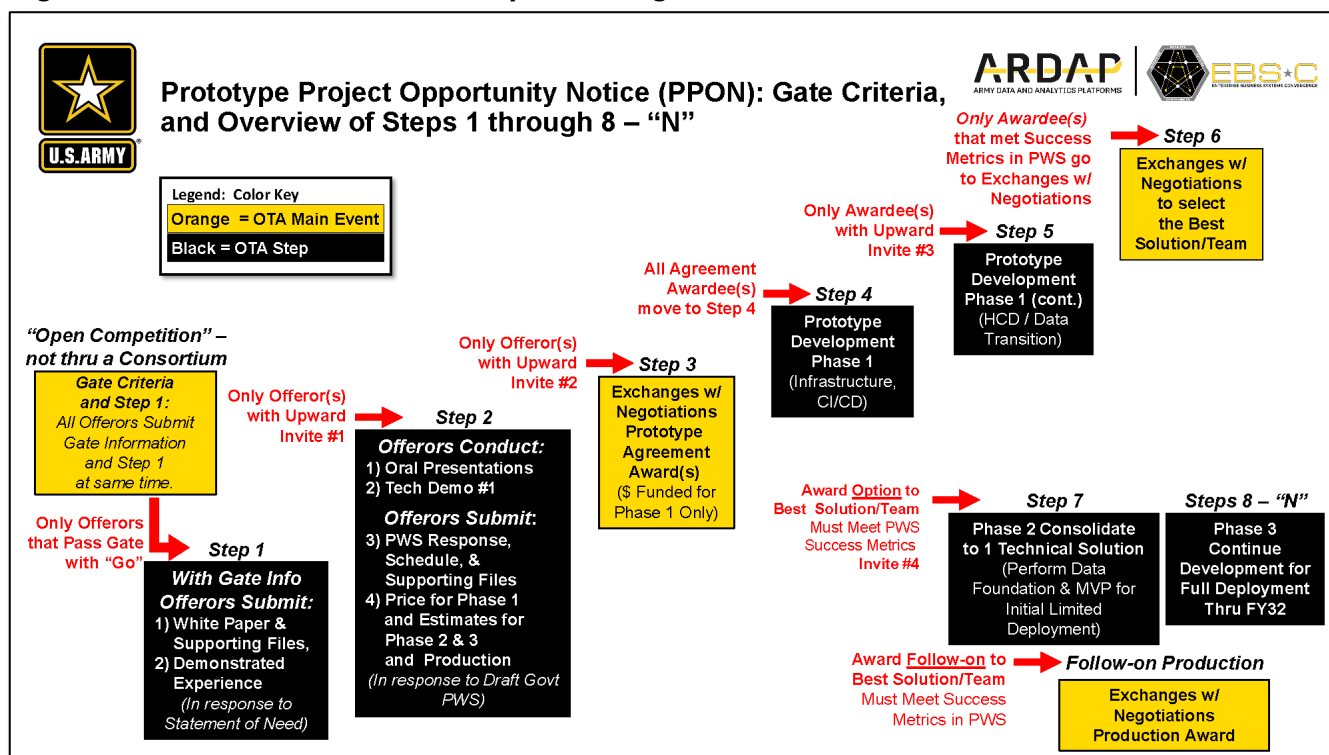 U.S.ARMY
ARDAP
ARMY DATA AND ANALYTICS PLATFORMS
EBS★C
ENTERPRISE BUSINESS SYSTEMS CONVERGENCE
Prototype Project Opportunity Notice (PPON): Gate Criteria,
and Overview of Steps 1 through 8 – “N”
Legend: Color Key
Orange = OTA Main Event
Black = OTA Step
“Open Competition” –
not thru a Consortium
Gate Criteria
and Step 1:
All Offerors Submit
Gate Information
and Step 1
at same time.
Only Offerors
that Pass Gate
with “Go”
Step 1
With Gate Info
Offerors Submit:
1) White Paper &
Supporting Files,
2) Demonstrated
Experience
(In response to
Statement of Need)
Only Offeror(s)
with Upward
Invite #1
Step 2
Offerors Conduct:
1) Oral Presentations
2) Tech Demo #1
Offerors Submit:
3) PWS Response,
Schedule, &
Supporting Files
4) Price for Phase 1
and Estimates for
Phase 2 & 3
and Production
(In response to Draft Govt
PWS)
Only Offeror(s)
with Upward
Invite #2
Step 3
Exchanges w/
Negotiations
Prototype
Agreement
Award(s)
($ Funded for
Phase 1 Only)
All Agreement
Awardee(s)
move to Step 4
Step 4
Prototype
Development
Phase 1
(Infrastructure,
CI/CD)
Only Awardee(s)
with Upward
Invite #3
Step 5
Prototype
Development
Phase 1 (cont.)
(HCD / Data
Transition)
Only Awardee(s)
that met Success
Metrics in PWS go
to Exchanges w/
Negotiations
Step 6
Exchanges w/
Negotiations
to select
the Best
Solution/Team
Award Option to
Best Solution/Team
Must Meet PWS
Success Metrics
Invite #4
Step 7
Phase 2 Consolidate
to 1 Technical Solution
(Perform Data
Foundation & MVP for
Initial Limited
Deployment)
Steps 8 – “N”
Phase 3
Continue
Development for
Full Deployment
Thru FY32
Award Follow-on to
Best Solution/Team
Must Meet Success
Metrics in PWS
Follow-on Production
Exchanges w/
Negotiations
Production Award